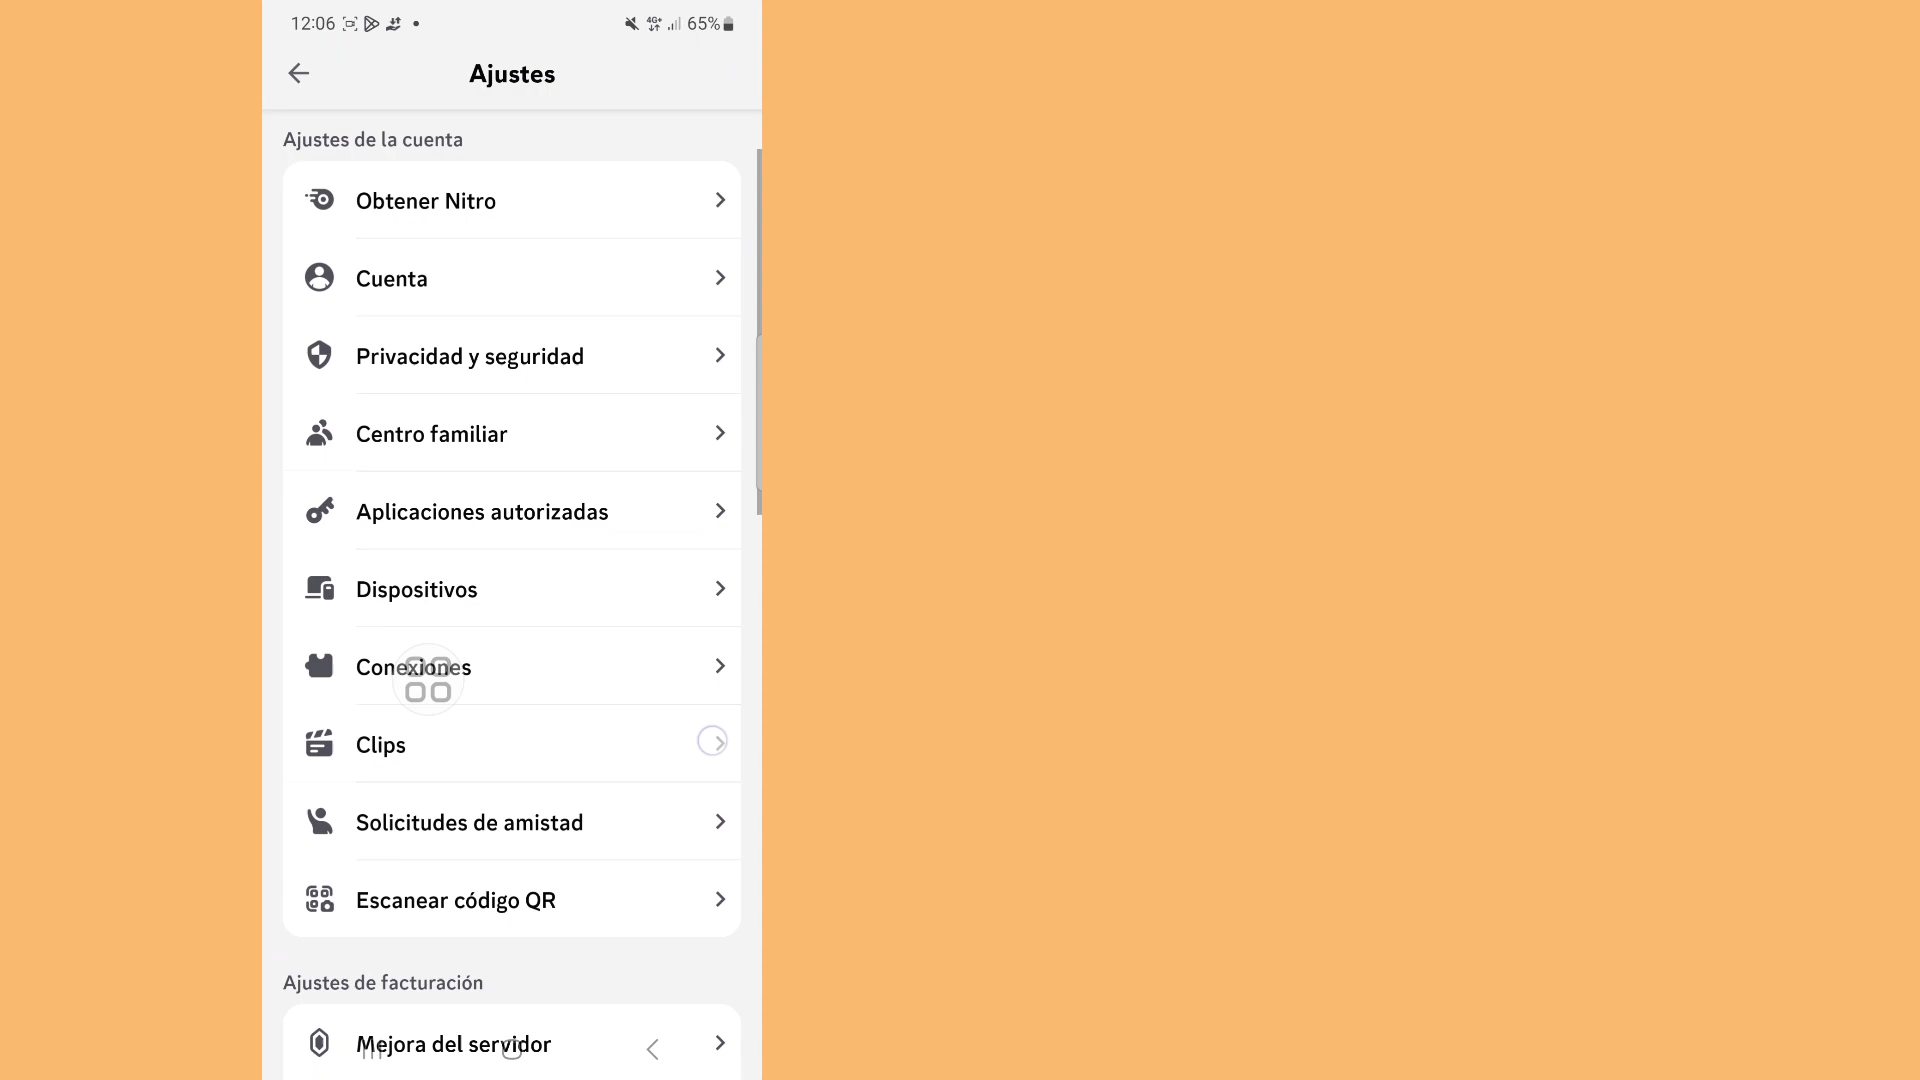 12:06
4G+
65%
Ajustes
Ajustes de la cuenta
Obtener Nitro
Cuenta
Privacidad y seguridad
Centro familiar
Aplicaciones autorizadas
Dispositivos
Conexiones
Clips
Solicitudes de amistad
Escanear código QR
Ajustes de facturación
Mejora del servidor